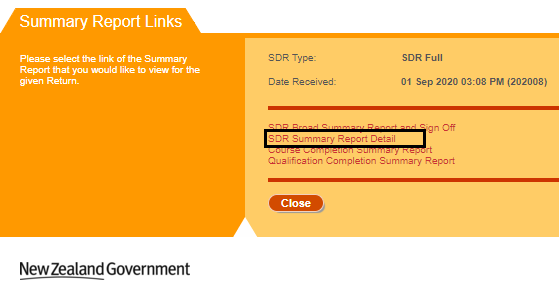 Summary Report Links
Please select the link of the Summary
Report that you would like to view for the
given Return.
SDR Type: SDR Full
Date Received: 01 Sep 2020 03:08 PM (202008)
SDR Broad Summary Report and Sign Off
SDR Summary Report Detail
Course Completion Summary Report
Qualification Completion Summary Report
Close
New Zealand Government